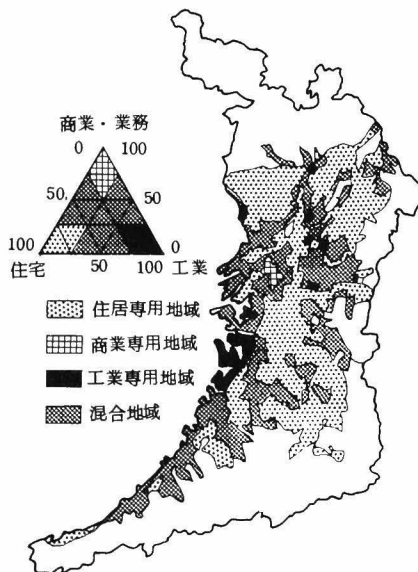 商業・業務
0 100
50. 50
100 0
住宅 50 100 工業
住居専用地域
商業専用地域
工業専用地域
混合地域